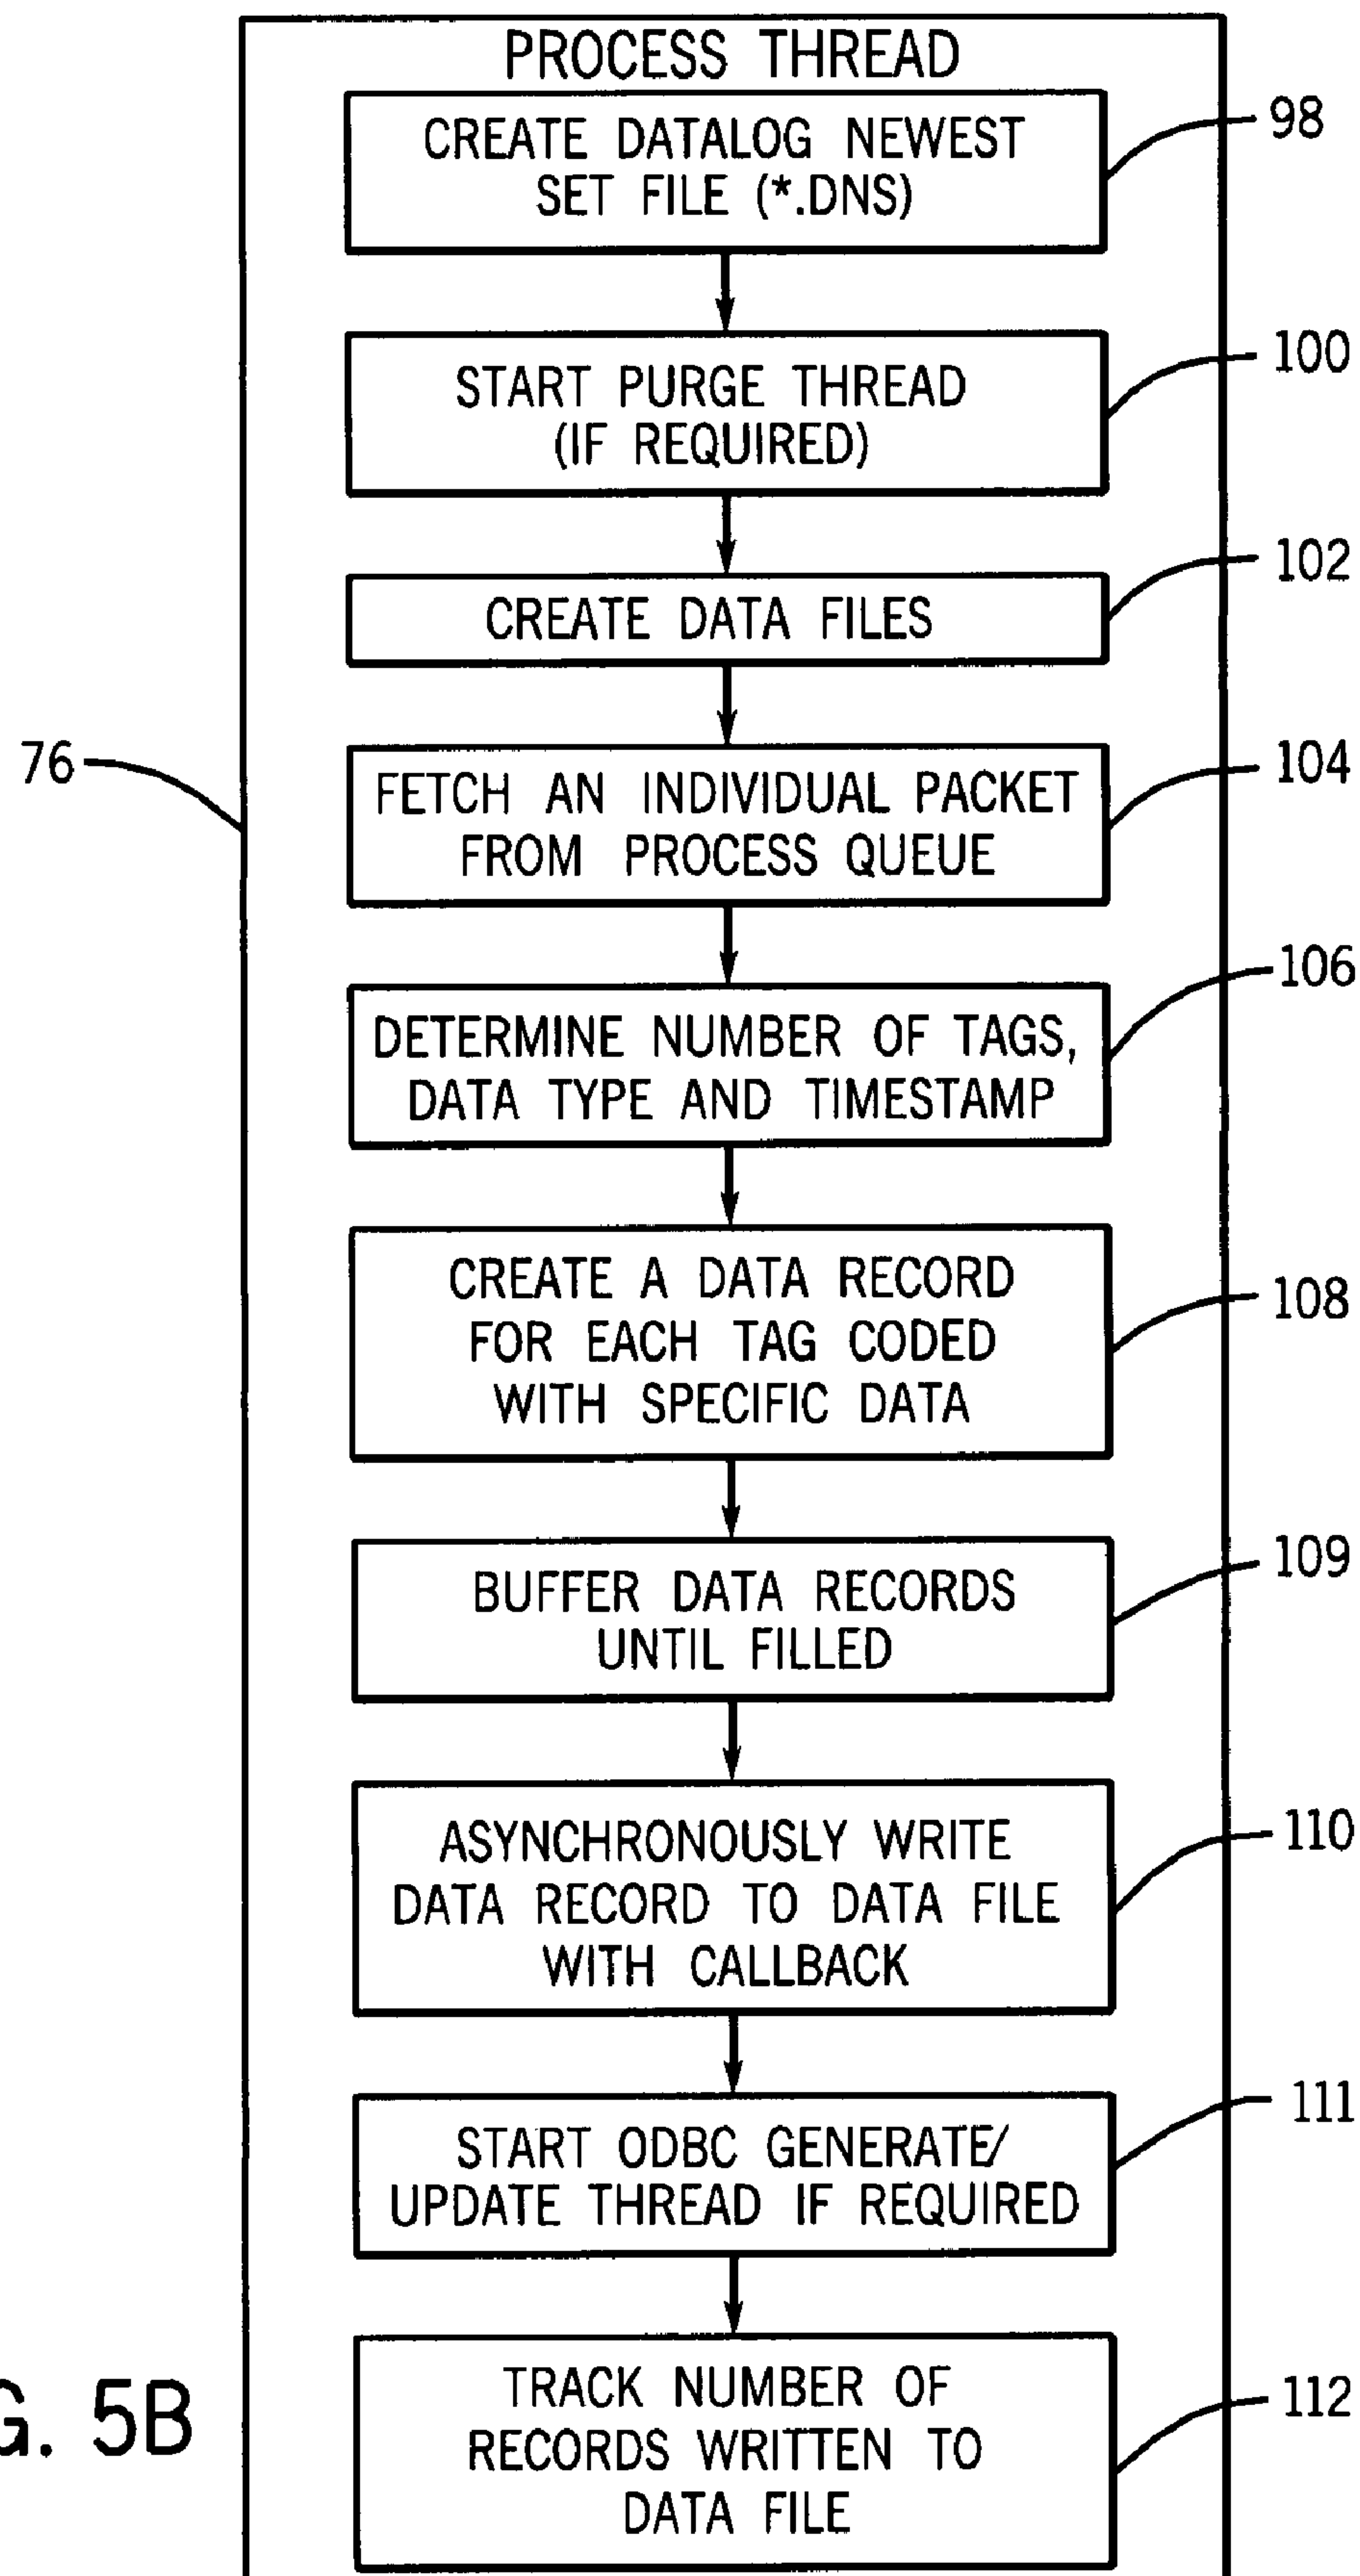 PROCESS THREAD
CREATE DATALOG NEWEST
SET FILE (*.DNS)
98
START PURGE THREAD
(IF REQUIRED)
100
CREATE DATA FILES
102
76
FETCH AN INDIVIDUAL PACKET
FROM PROCESS QUEUE
104
DETERMINE NUMBER OF TAGS,
DATA TYPE AND TIMESTAMP
106
CREATE A DATA RECORD
FOR EACH TAG CODED
WITH SPECIFIC DATA
108
BUFFER DATA RECORDS
UNTIL FILLED
109
ASYNCHRONOUSLY WRITE
DATA RECORD TO DATA FILE
WITH CALLBACK
110
START ODBC GENERATE/
UPDATE THREAD IF REQUIRED
111
TRACK NUMBER OF
RECORDS WRITTEN TO
DATA FILE
112
G. 5B